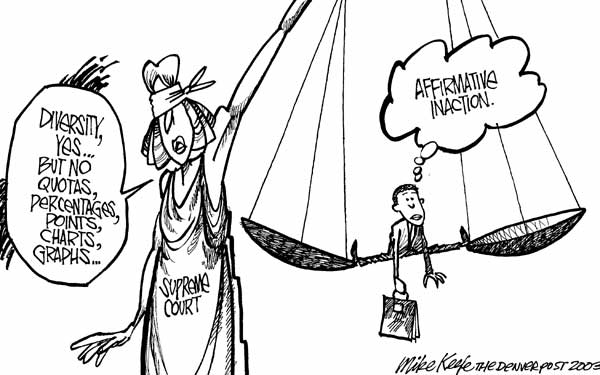 DIVERSITY,
YES...
BUT NO
QUOTAS,
PERCENTAGES,
POINTS,
CHARTS,
GRAPHS...
SUPREME
COURT
AFFIRMATIVE
INACTION.
Mike Keefe THE DENVER POST 2003